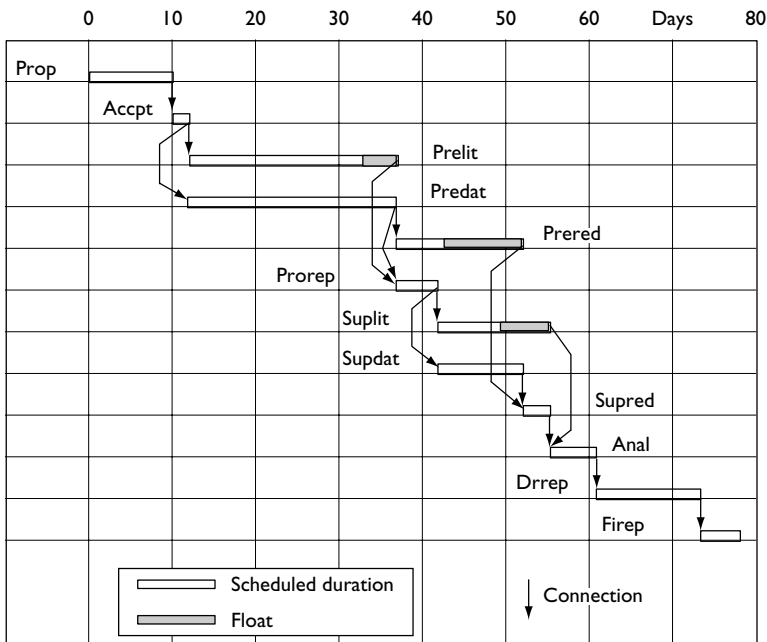 0 10 20 30 40 50 60 Days 80
Prop
Accpt
Prelit
Predat
Prered
Prorep
Suplit
Supdat
Supred
Anal
Drrep
Firep
Scheduled duration
Float
Connection